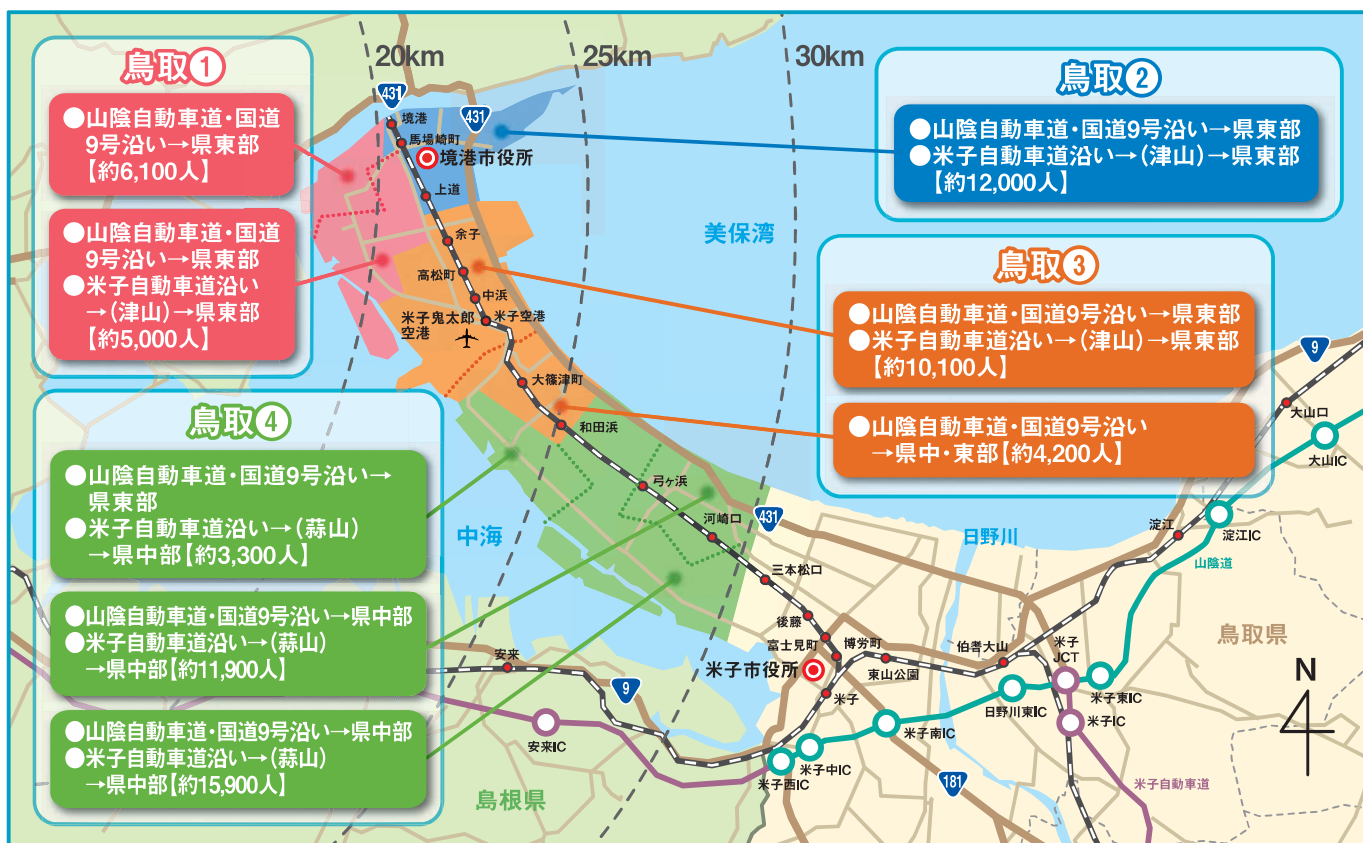 20km
25km
30km
鳥取①
●山陰自動車道・国道
9号沿い→県東部
【約6,100人】
●山陰自動車道・国道
9号沿い→県東部
●米子自動車道沿い
→(津山)→県東部
【約5,000人】
鳥取②
●山陰自動車道・国道9号沿い→県東部
●米子自動車道沿い→(津山)→県東部
【約12,000人】
鳥取③
●山陰自動車道・国道9号沿い→県東部
●米子自動車道沿い→(津山)→県東部
【約10,100人】
●山陰自動車道・国道9号沿い
→県中・東部【約4,200人】
鳥取④
●山陰自動車道・国道9号沿い→
県東部
●米子自動車道沿い→(蒜山)
→県中部【約3,300人】
●山陰自動車道・国道9号沿い→県中部
●米子自動車道沿い→(蒜山)
→県中部【約11,900人】
●山陰自動車道・国道9号沿い→県中部
●米子自動車道沿い→(蒜山)
→県中部【約15,900人】
431
431
境港
馬場崎町
境港市役所
上道
余子
高松町
中浜
米子鬼太郎
空港
米子空港
大篠津町
和田浜
弓ヶ浜
河崎口
431
三本松口
後藤
富士見町
博労町
米子市役所
東山公園
米子
伯耆大山
米子
JCT
米子東IC
米子IC
日野川東IC
米子南IC
米子中IC
米子西IC
181
米子自動車道
美保湾
中海
日野川
淀江
淀江IC
山陰道
大山口
大山IC
9
鳥取県
島根県
安来
安来IC
9
N